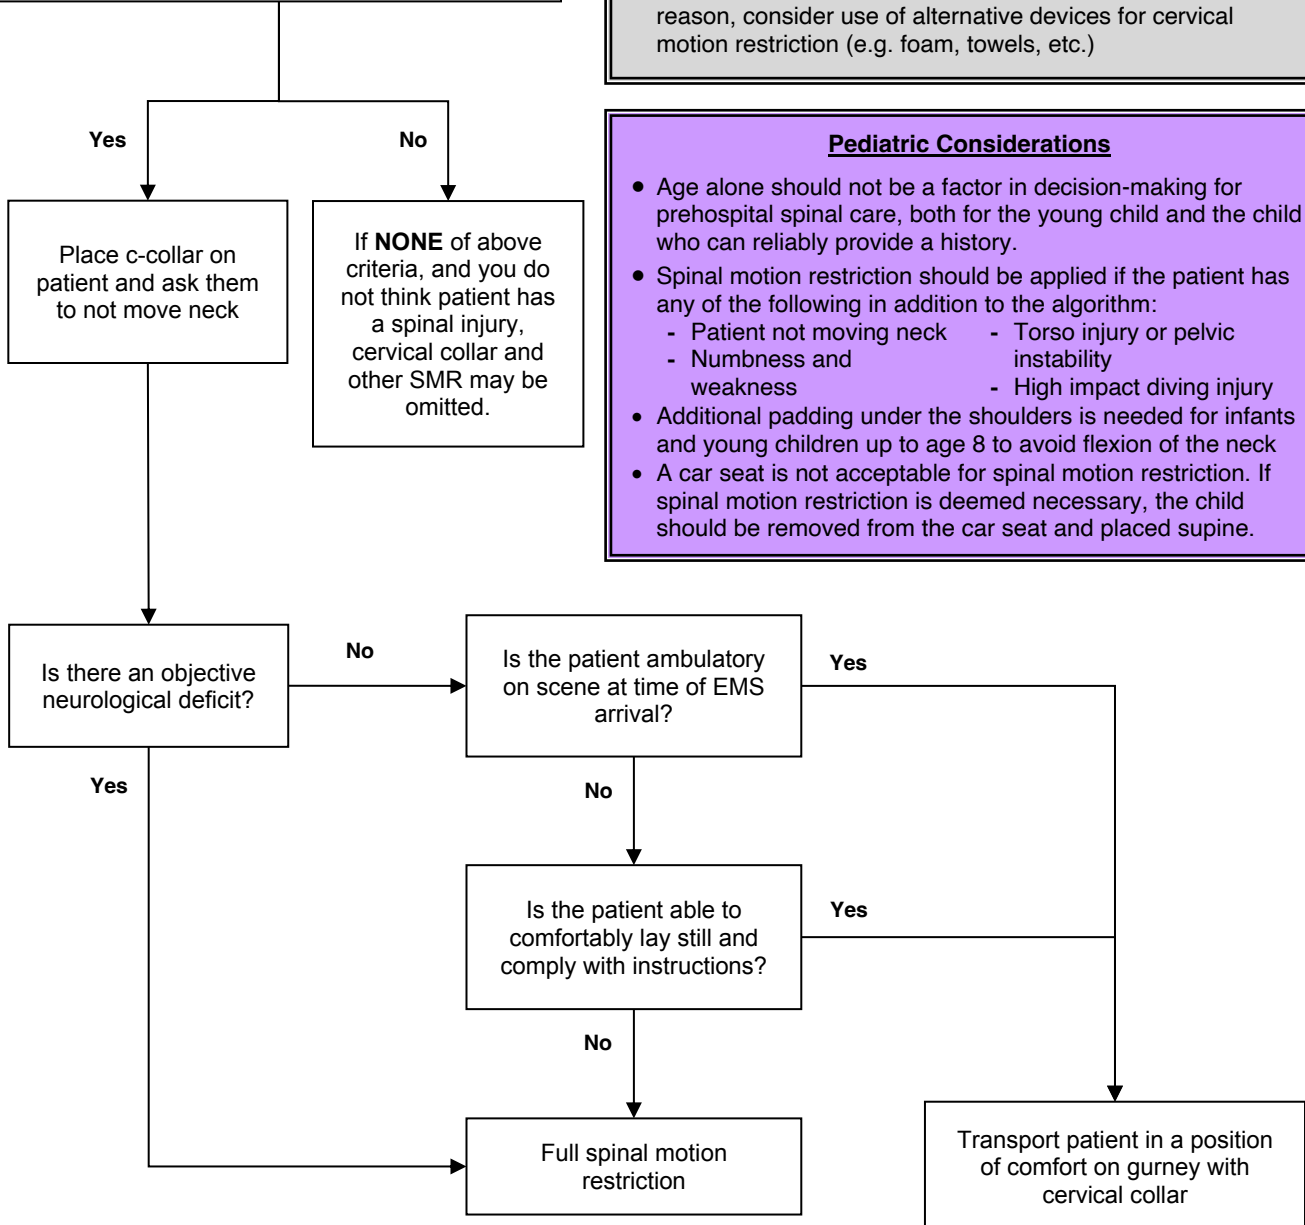 reason, consider use of alternative devices for cervical
motion restriction (e.g. foam, towels, etc.)
Yes
No
Pediatric Considerations
• Age alone should not be a factor in decision-making for
prehospital spinal care, both for the young child and the child
who can reliably provide a history.
• Spinal motion restriction should be applied if the patient has
any of the following in addition to the algorithm:
- Patient not moving neck
- Numbness and
weakness
- Torso injury or pelvic
instability
- High impact diving injury
• Additional padding under the shoulders is needed for infants
and young children up to age 8 to avoid flexion of the neck
• A car seat is not acceptable for spinal motion restriction. If
spinal motion restriction is deemed necessary, the child
should be removed from the car seat and placed supine.
Place c-collar on
patient and ask them
to not move neck
If NONE of above
criteria, and you do
not think patient has
a spinal injury,
cervical collar and
other SMR may be
omitted.
Is there an objective
neurological deficit?
No
Is the patient ambulatory
on scene at time of EMS
arrival?
Yes
Yes
No
Is the patient able to
comfortably lay still and
comply with instructions?
Yes
No
Full spinal motion
restriction
Transport patient in a position
of comfort on gurney with
cervical collar